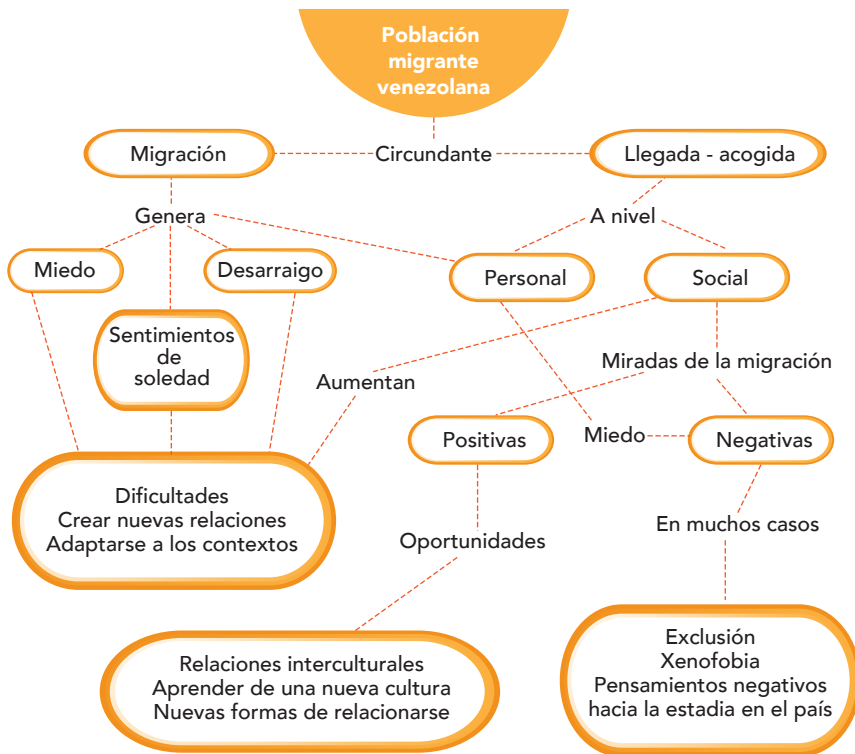 Población
migrante
venezolana
Migración
Circundante
Llegada - acogida
Genera
A nivel
Miedo
Desarraigo
Personal
Social
Sentimientos
de
soledad
Aumentan
Miradas de la migración
Positivas
Miedo
Negativas
Dificultades
Crear nuevas relaciones
Adaptarse a los contextos
Oportunidades
En muchos casos
Relaciones interculturales
Aprender de una nueva cultura
Nuevas formas de relacionarse
Exclusión
Xenofobia
Pensamientos negativos
hacia la estadia en el país